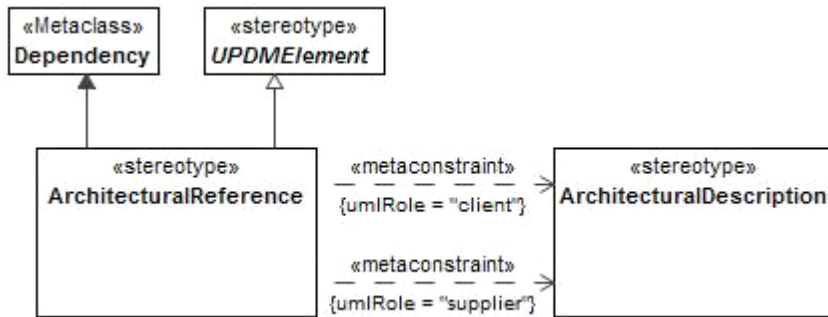 «Metaclass»
Dependency
«stereotype»
UPDMElement
«stereotype»
ArchitecturalReference
«metaconstraint»
{umlRole = "client"}
«metaconstraint»
{umlRole = "supplier"}
«stereotype»
ArchitecturalDescription